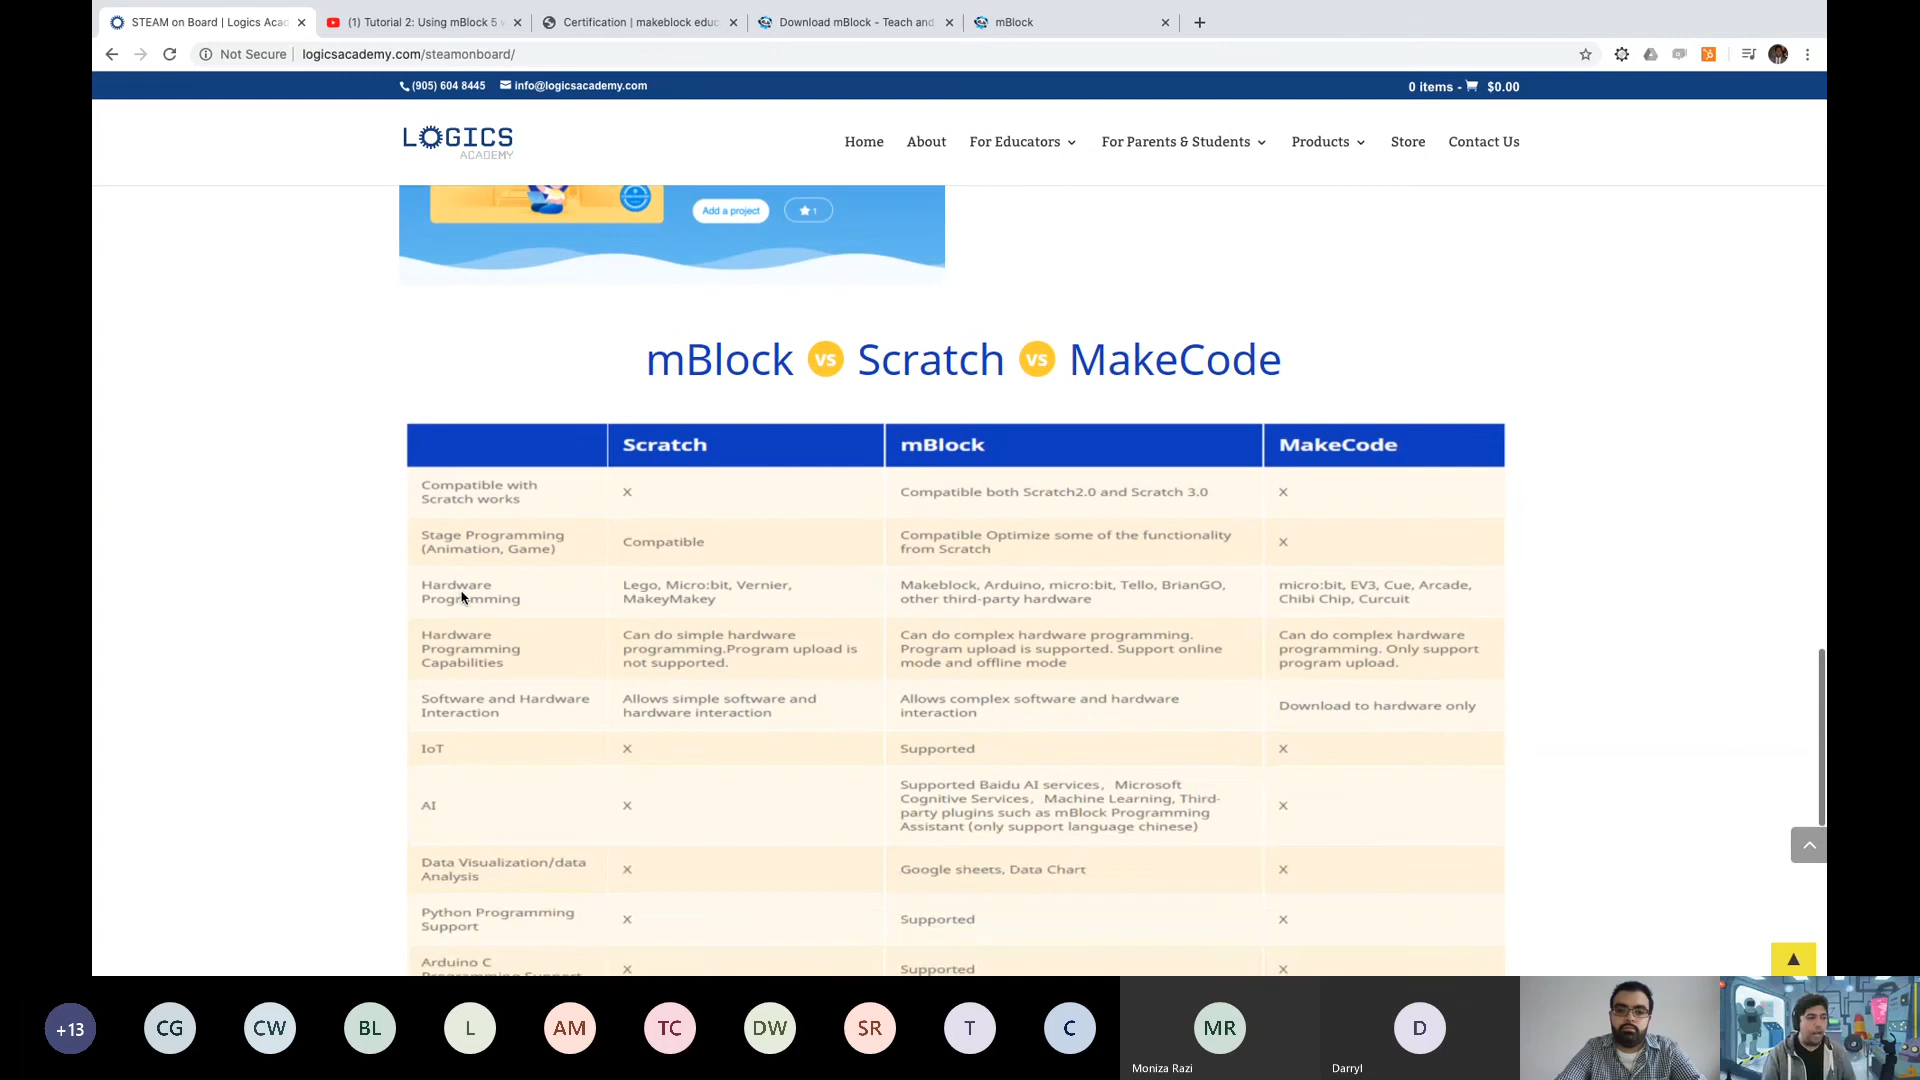 STEAM on Board | Logics Acad
(1) Tutorial 2: Using mBlock 5 w
Certification | makeblock educ
Download mBlock - Teach and
mBlock
Not Secure | logicsacademy.com/steamonboard/
(905) 604 8445 info@logicsacademy.com
0 items - $0.00
LOGICS
ACADEMY
Home About For Educators For Parents & Students Products Store Contact Us
Add a project
1
mBlock vs Scratch vs MakeCode
Scratch mBlock MakeCode
Compatible with
Scratch works
X
Compatible both Scratch2.0 and Scratch 3.0
X
Stage Programming
(Animation, Game)
Compatible
Compatible Optimize some of the functionality
from Scratch
X
Hardware
Programming
Lego, Micro:bit, Vernier,
MakeyMakey
Makeblock, Arduino, micro:bit, Tello, BrianGO,
other third-party hardware
micro:bit, EV3, Cue, Arcade,
Chibi Chip, Curcuit
Hardware
Programming
Capabilities
Can do simple hardware
programming.Program upload is
not supported.
Can do complex hardware programming.
Program upload is supported. Support online
mode and offline mode
Can do complex hardware
programming. Only support
program upload.
Software and Hardware
Interaction
Allows simple software and
hardware interaction
Allows complex software and hardware
interaction
Download to hardware only
IoT
X
Supported
X
AI
X
Supported Baidu AI services， Microsoft
Cognitive Services， Machine Learning, Third-
party plugins such as mBlock Programming
Assistant (only support language chinese)
X
Data Visualization/data
Analysis
X
Google sheets, Data Chart
X
Python Programming
Support
X
Supported
X
Arduino C
Programming Support
X
Supported
X
+13 CG CW BL L AM TC DW SR T C MR D
Moniza Razi
Darryl